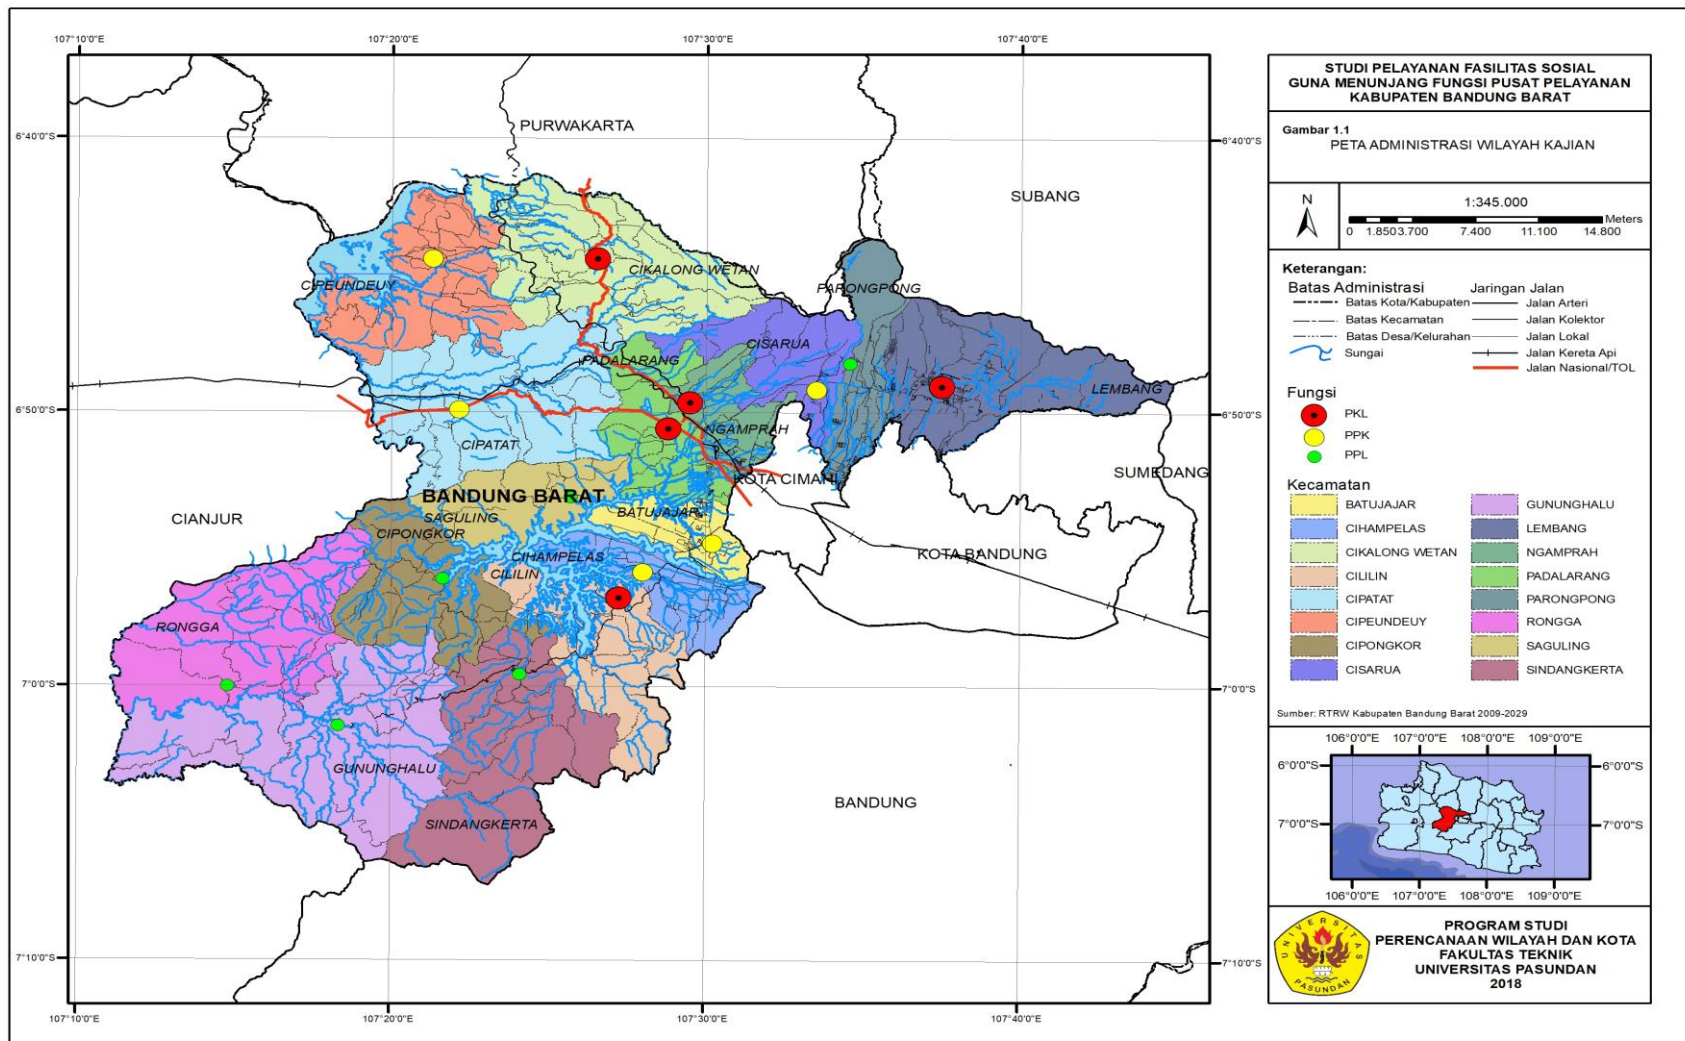 107°10'0"E
107°20'0"E
107°30'0"E
107°40'0"E
6°40'0"S
6°40'0"S
6°50'0"S
6°50'0"S
7°0'0"S
7°0'0"S
7°10'0"S
7°10'0"S
107°10'0"E
107°20'0"E
107°30'0"E
107°40'0"E
PURWAKARTA
SUBANG
CIKALONG WETAN
CIPEUNDEUY
PARONGPONG
CISARUA
PADALARANG
LEMBANG
NGAMPRAH
CIPATAT
SUMEDANG
KOTA CIMAHI
BANDUNG BARAT
CIANJUR
SAGULING
BATUJAJAR
CIPONGKOR
KOTA BANDUNG
CIHAMPELAS
CILILIN
RONGGA
GUNUNGHALU
BANDUNG
SINDANGKERTA
STUDI PELAYANAN FASILITAS SOSIAL
GUNA MENUNJANG FUNGSI PUSAT PELAYANAN
KABUPATEN BANDUNG BARAT
Gambar 1.1
PETA ADMINISTRASI WILAYAH KAJIAN
N
1:345.000
Meters
0 1.850 3.700 7.400 11.100 14.800
Keterangan:
Batas Administrasi
Batas Kota/Kabupaten
Batas Kecamatan
Batas Desa/Kelurahan
Sungai
Jaringan Jalan
Jalan Arteri
Jalan Kolektor
Jalan Lokal
Jalan Kereta Api
Jalan Nasional/TOL
Fungsi
PKL
PPK
PPL
Kecamatan
BATUJAJAR
CIHAMPELAS
CIKALONG WETAN
CILILIN
CIPATAT
CIPEUNDEUY
CIPONGKOR
CISARUA
GUNUNGHALU
LEMBANG
NGAMPRAH
PADALARANG
PARONGPONG
RONGGA
SAGULING
SINDANGKERTA
Sumber: RTRW Kabupaten Bandung Barat 2009-2029
106°0'0"E 107°0'0"E 108°0'0"E 109°0'0"E
6°0'0"S
6°0'0"S
7°0'0"S
7°0'0"S
106°0'0"E 107°0'0"E 108°0'0"E 109°0'0"E
UNIVERSITAS
PASUNDAN
PROGRAM STUDI
PERENCANAAN WILAYAH DAN KOTA
FAKULTAS TEKNIK
UNIVERSITAS PASUNDAN
2018